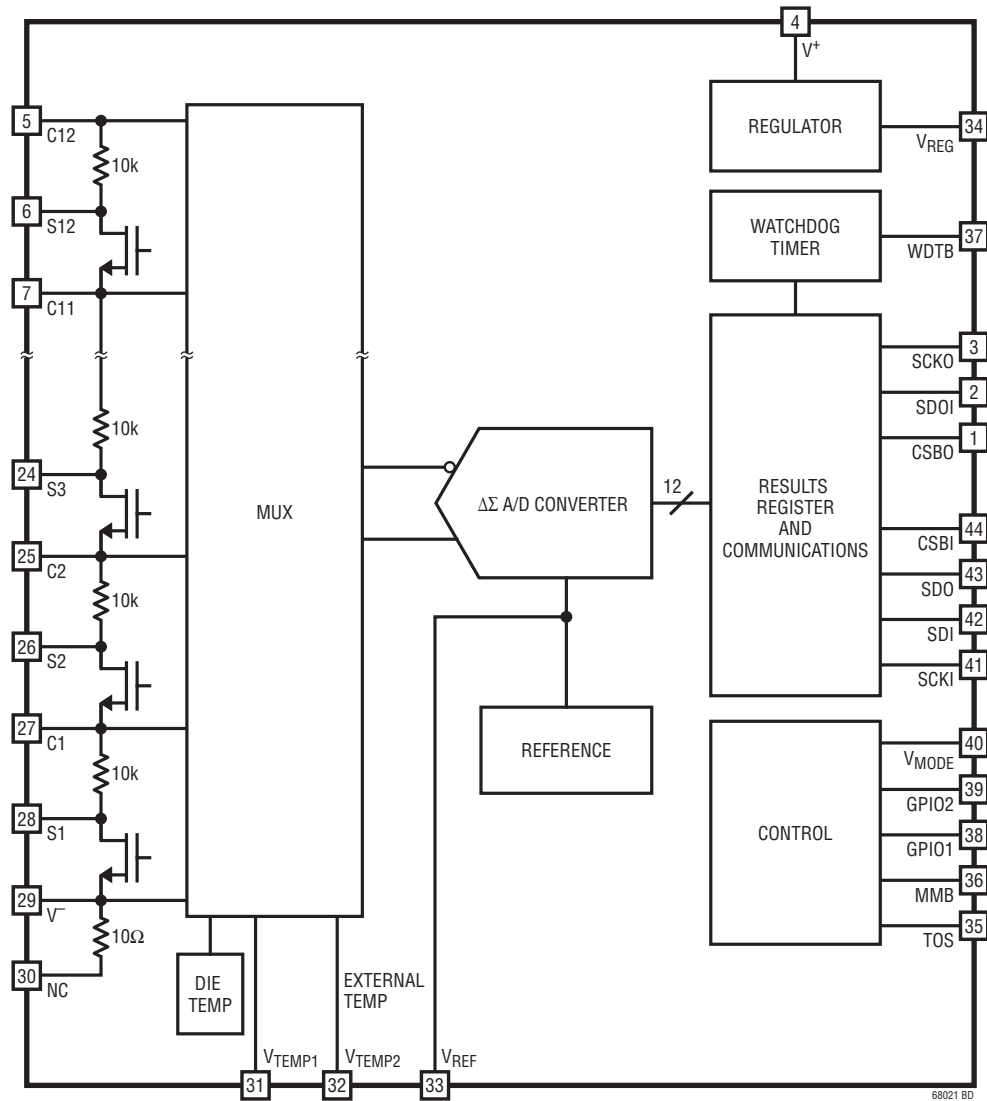 4
V+
5
C12
10k
6
S12
7
C11
10k
24
S3
25
C2
10k
26
S2
27
C1
10k
28
S1
29
V–
10Ω
30
NC
MUX
DIE
TEMP
EXTERNAL
TEMP
VTEMP1
31
VTEMP2
32
VREF
33
ΔΣ A/D CONVERTER
12
REFERENCE
REGULATOR
34
VREG
WATCHDOG
TIMER
37
WDTB
RESULTS
REGISTER
AND
COMMUNICATIONS
3
SCKO
2
SDOI
1
CSBO
44
CSBI
43
SDO
42
SDI
41
SCKI
CONTROL
40
VMODE
39
GPIO2
38
GPIO1
36
MMB
35
TOS
68021 BD